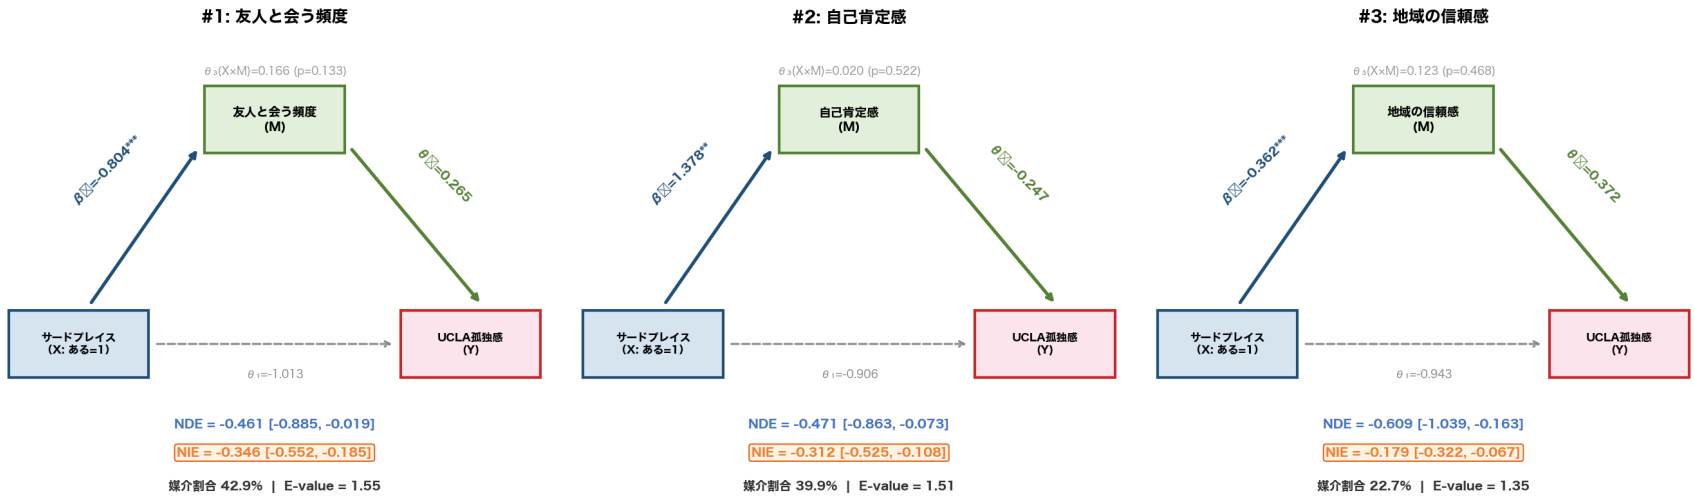 #1: 友人と会う頻度
θ₃(X×M)=0.166 (p=0.133)
友人と会う頻度
(M)
β=-0.804***
θ=0.265
サードプレイス
(X: ある=1)
UCLA孤独感
(Y)
θ₁=-1.013
NDE = -0.461 [-0.885, -0.019]
NIE = -0.346 [-0.552, -0.185]
媒介割合 42.9% | E-value = 1.55
#2: 自己肯定感
θ₃(X×M)=0.020 (p=0.522)
自己肯定感
(M)
β=1.378**
θ=-0.247
サードプレイス
(X: ある=1)
UCLA孤独感
(Y)
θ₁=-0.906
NDE = -0.471 [-0.863, -0.073]
NIE = -0.312 [-0.525, -0.108]
媒介割合 39.9% | E-value = 1.51
#3: 地域の信頼感
θ₃(X×M)=0.123 (p=0.468)
地域の信頼感
(M)
β=-0.362***
θ=0.372
サードプレイス
(X: ある=1)
UCLA孤独感
(Y)
θ₁=-0.943
NDE = -0.609 [-1.039, -0.163]
NIE = -0.179 [-0.322, -0.067]
媒介割合 22.7% | E-value = 1.35